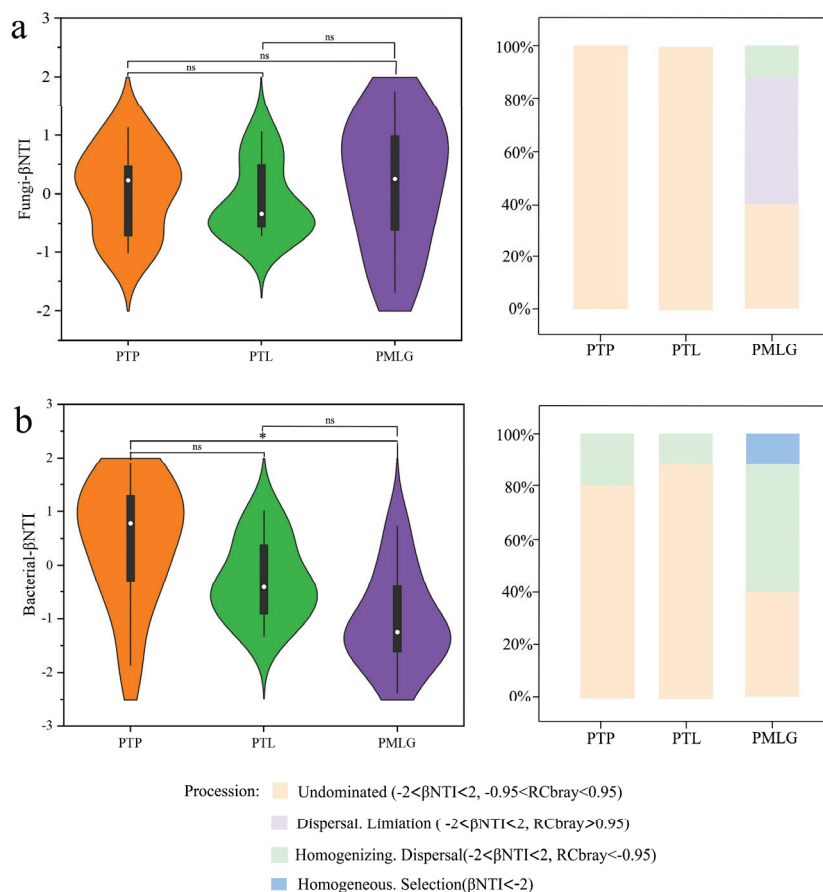 a
ns
ns
ns
3
2
1
0
-1
-2
Fungi-βNTI
PTP
PTL
PMLG
100%
80%
60%
40%
20%
0%
PTP
PTL
PMLG
b
ns
*
ns
3
2
1
0
-1
-2
-3
Bacterial-βNTI
PTP
PTL
PMLG
100%
80%
60%
40%
20%
0%
PTP
PTL
PMLG
Procession:
Undominated (-2<βNTI<2, -0.95<RCbray<0.95)
Dispersal. Limiation ( -2<βNTI<2, RCbray>0.95)
Homogenizing. Dispersal(-2<βNTI<2, RCbray<-0.95)
Homogeneous. Selection(βNTI<-2)